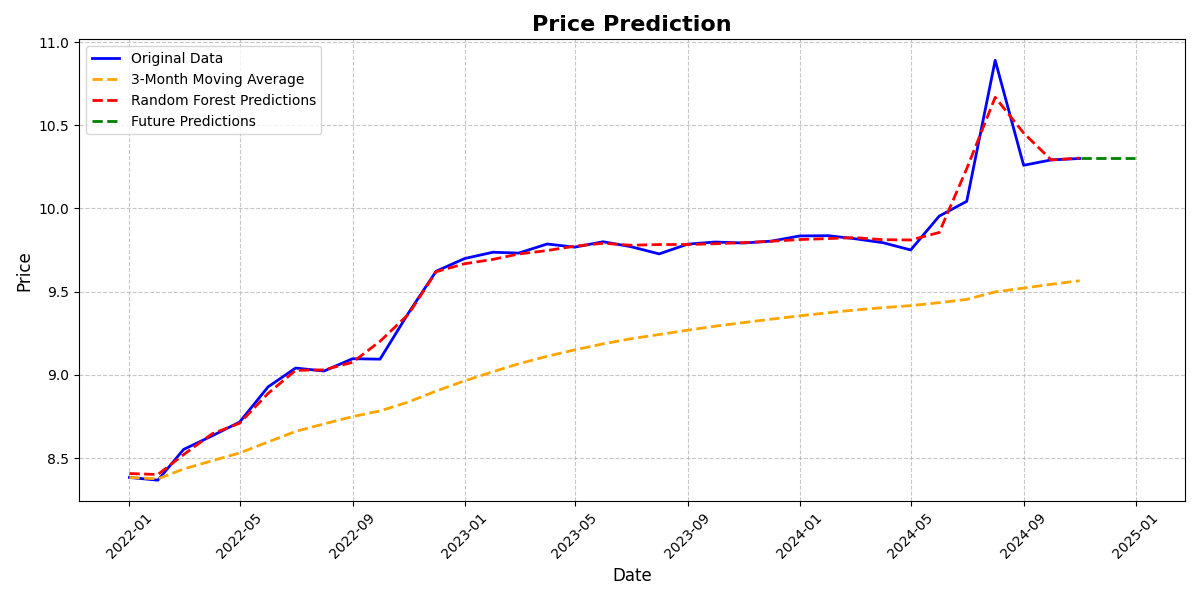 Price Prediction
Original Data
3-Month Moving Average
Random Forest Predictions
Future Predictions
Price
11.0
10.5
10.0
9.5
9.0
8.5
2022-01
2022-05
2022-09
2023-01
2023-05
2023-09
2024-01
2024-05
2024-09
2025-01
Date